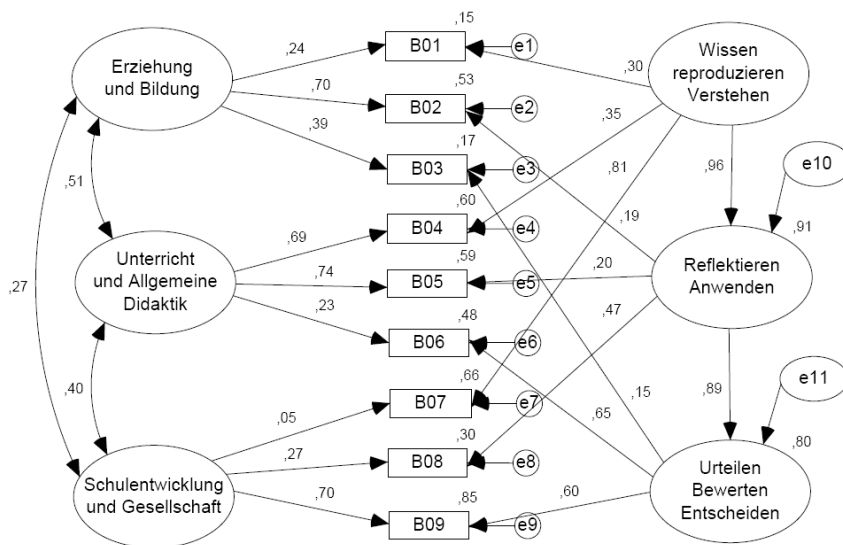 ,15
,24
B01
e1
,30
Erziehung
und Bildung
Wissen
reproduzieren
Verstehen
,70
,53
B02
e2
,35
,39
,17
B03
e3
,81
,96
e10
,51
,60
,69
B04
e4
,19
,91
Unterricht
und Allgemeine
Didaktik
,74
,59
B05
e5
,20
Reflektieren
Anwenden
,27
,23
,48
B06
e6
,47
,40
,66
B07
e7
,15
,89
e11
,05
,65
,27
,30
B08
e8
,80
Schulentwicklung
und Gesellschaft
Urteilen
Bewerten
Entscheiden
,70
,85
B09
e9
,60